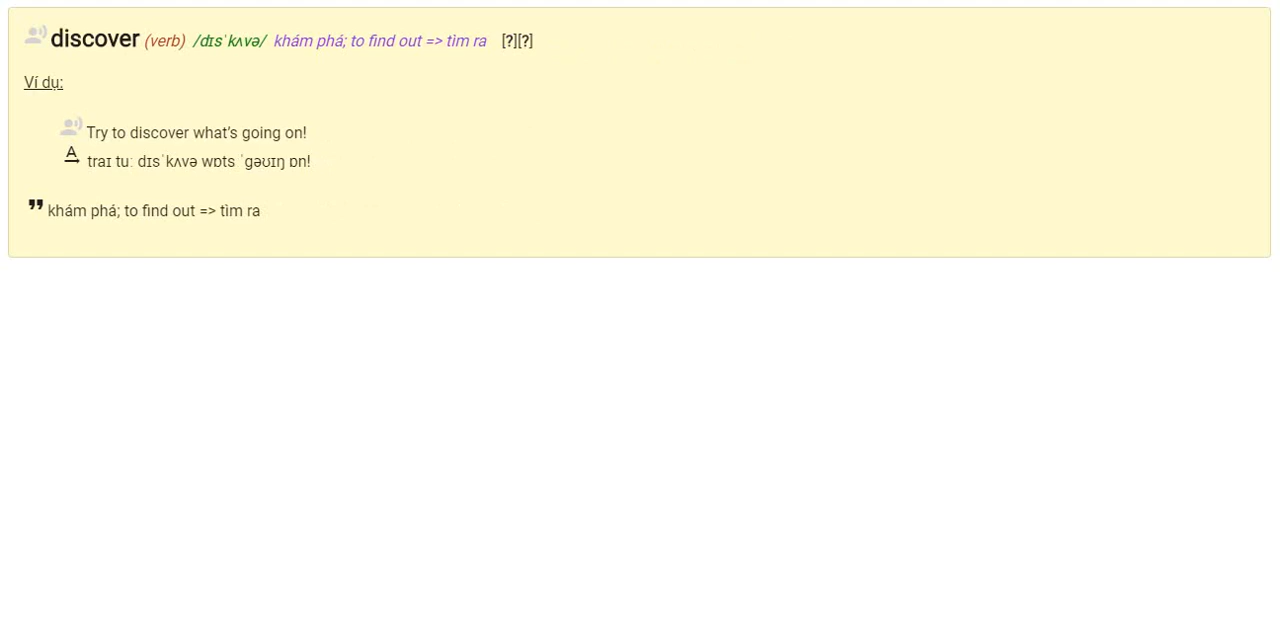 discover (verb) /dɪsˈkʌvə/ khám phá; to find out => tìm ra [?][?]
Ví dụ:
Try to discover what’s going on!
traɪ tuː dɪsˈkʌvə wɒts ˈgəʊɪŋ ɒn!
khám phá; to find out => tìm ra